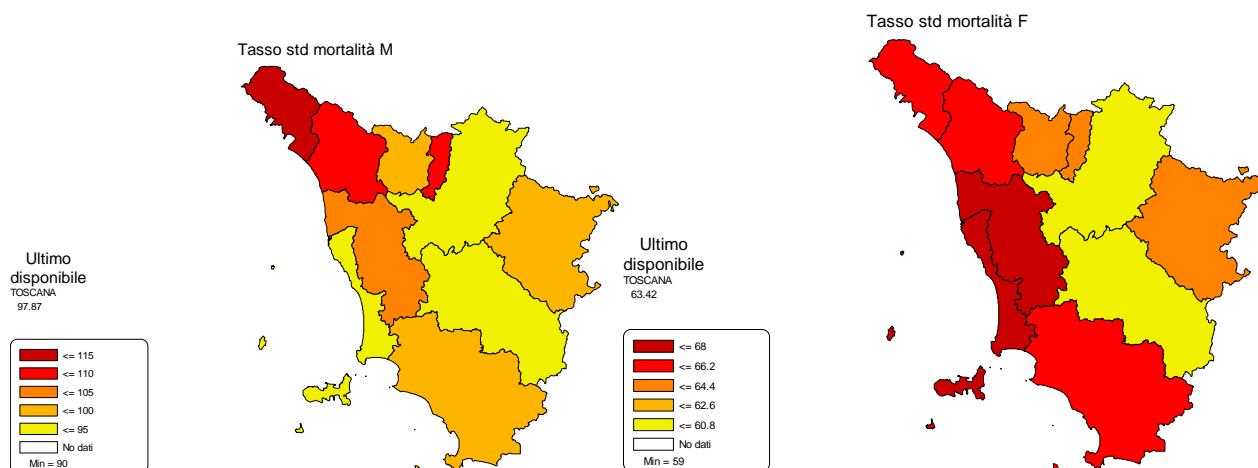 Tasso std mortalità M
Ultimo
disponibile
TOSCANA
97.87
<= 115
<= 110
<= 105
<= 100
<= 95
No dati
Min = 90
Tasso std mortalità F
Ultimo
disponibile
TOSCANA
63.42
<= 68
<= 66.2
<= 64.4
<= 62.6
<= 60.8
No dati
Min = 59